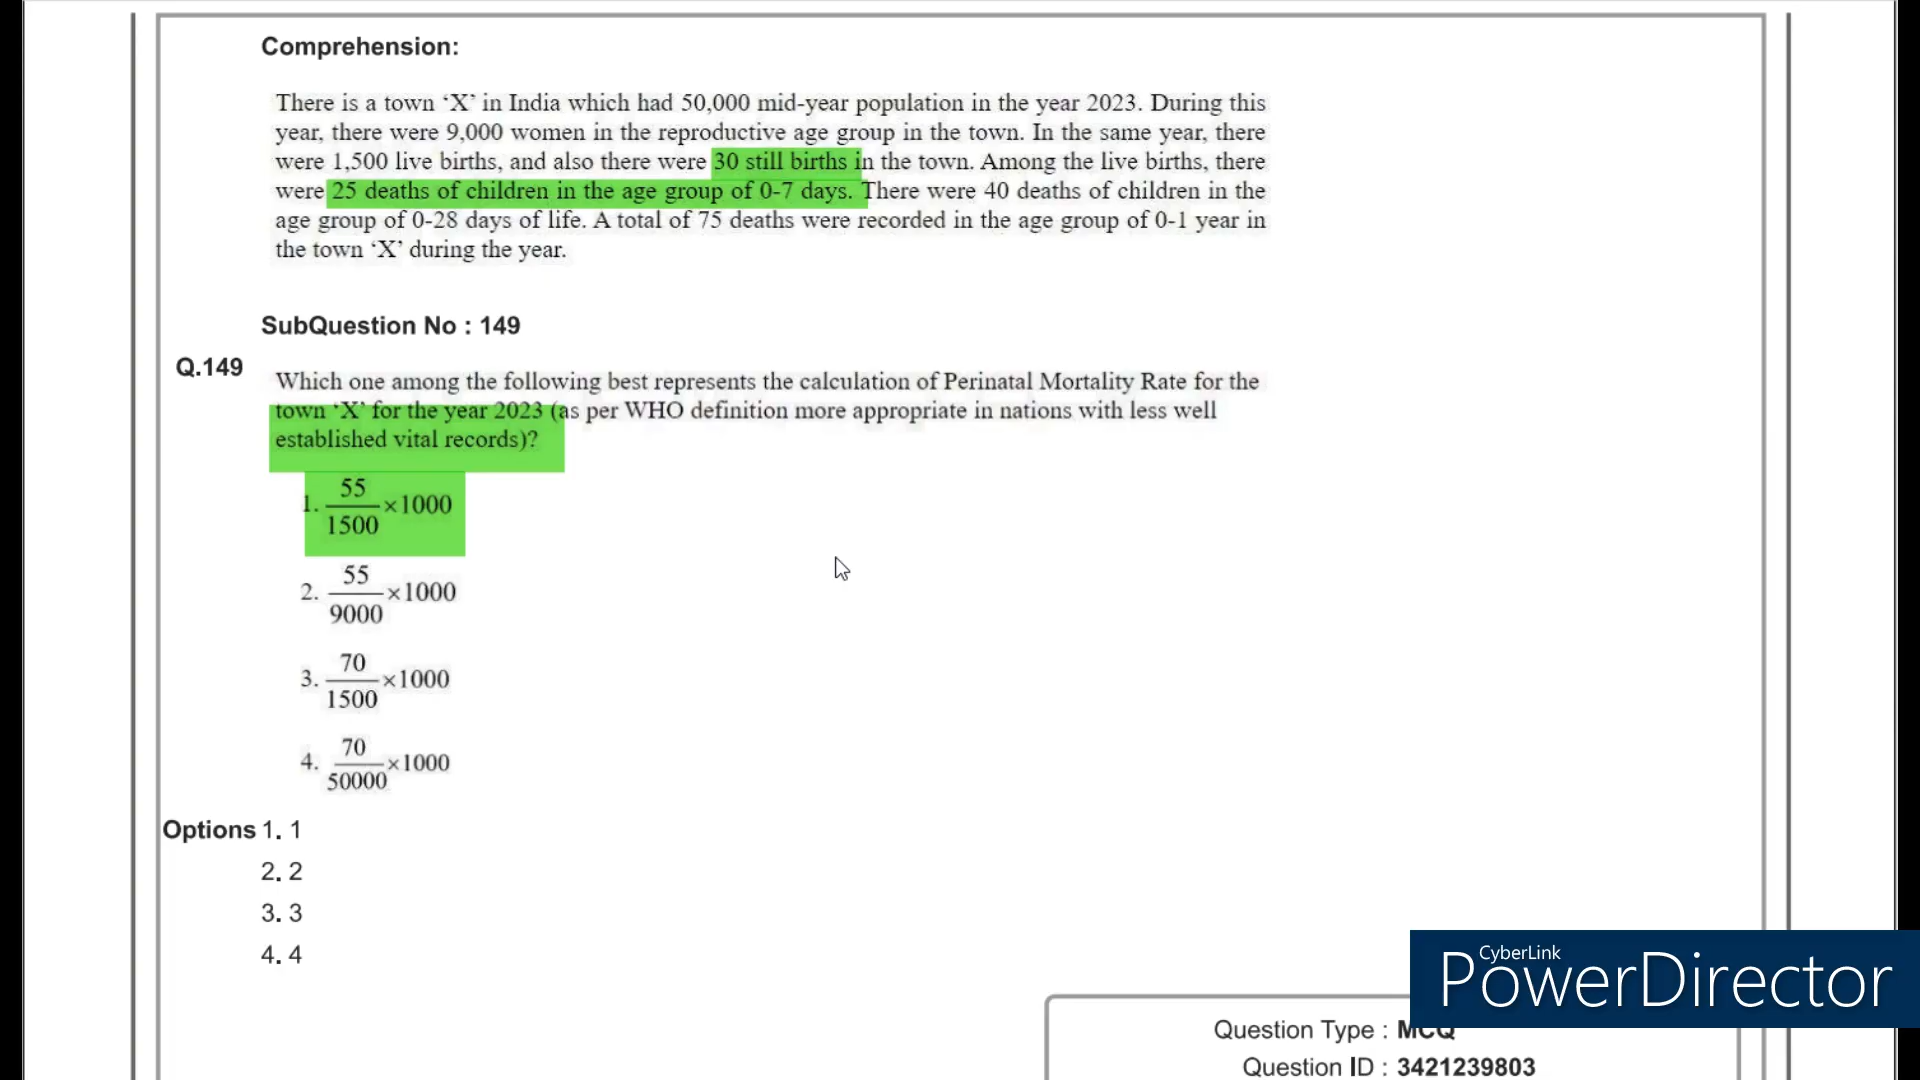 Comprehension:
There is a town ‘X’ in India which had 50,000 mid-year population in the year 2023. During this
year, there were 9,000 women in the reproductive age group in the town. In the same year, there
were 1,500 live births, and also there were 30 still births in the town. Among the live births, there
were 25 deaths of children in the age group of 0-7 days. There were 40 deaths of children in the
age group of 0-28 days of life. A total of 75 deaths were recorded in the age group of 0-1 year in
the town ‘X’ during the year.
SubQuestion No : 149
Q.149
Which one among the following best represents the calculation of Perinatal Mortality Rate for the
town ‘X’ for the year 2023 (as per WHO definition more appropriate in nations with less well
established vital records)?
55
1. ×1000
1500
55
2. ×1000
9000
70
3. ×1000
1500
70
4. ×1000
50000
Options 1. 1
2. 2
3. 3
4. 4
CyberLink
PowerDirector
Question Type : MCQ
Question ID : 3421239803